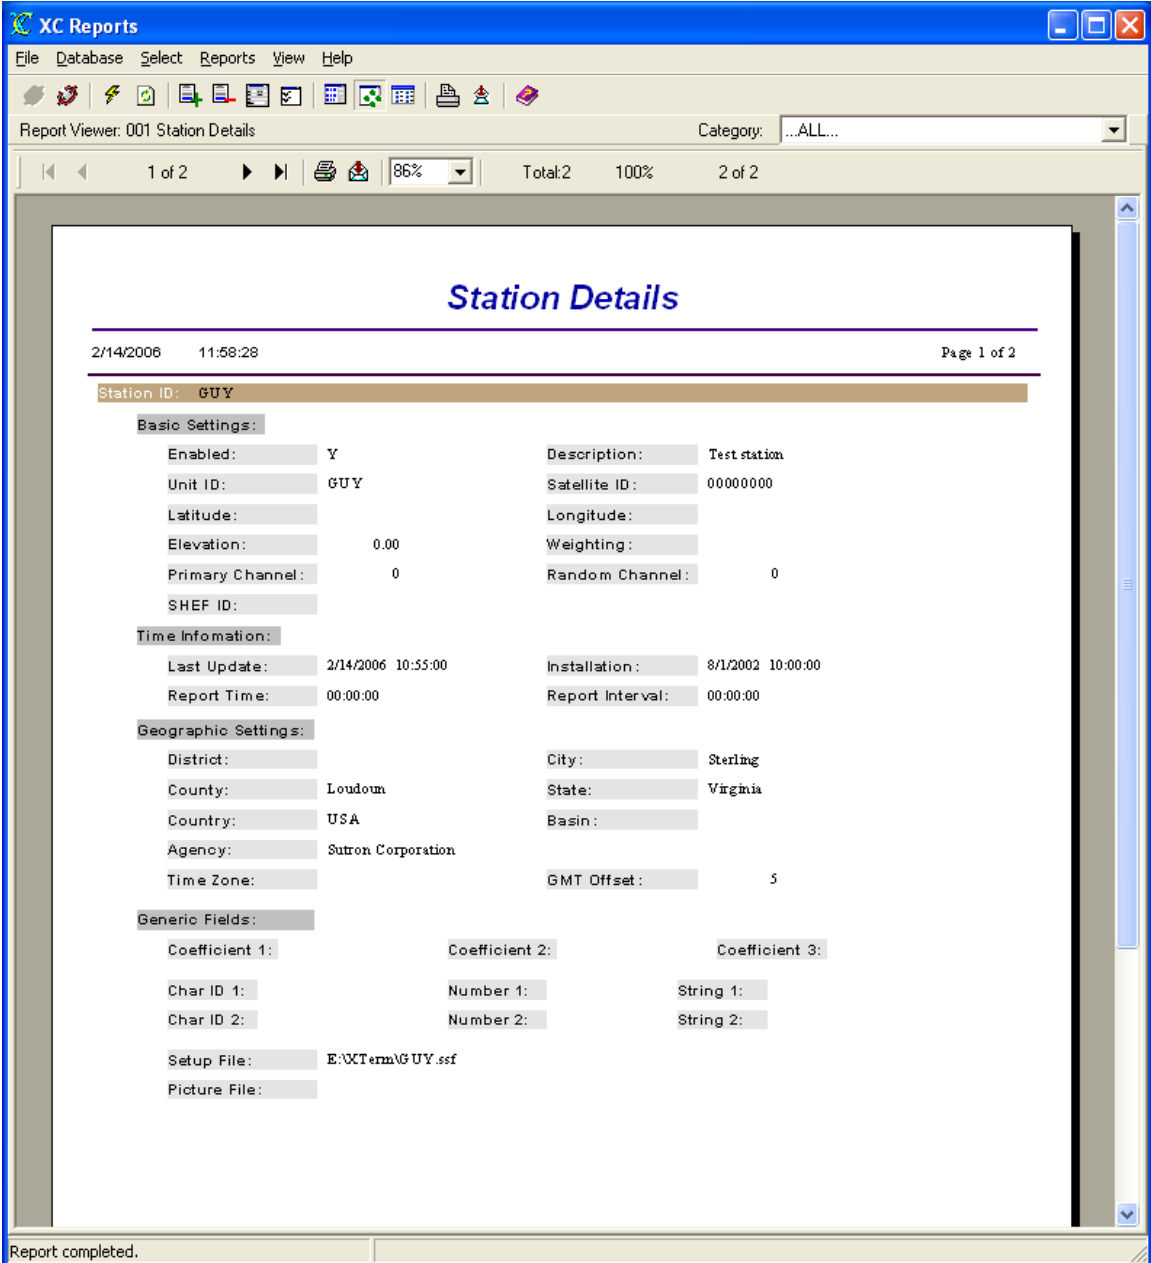 XC Reports
File Database Select Reports View Help
Report Viewer: 001 Station Details Category: ...ALL...
1 of 2 86% Total:2 100% 2 of 2
Station Details
2/14/2006 11:58:28 Page 1 of 2
Station ID: GUY
Basic Settings:
Enabled: Y Description: Test station
Unit ID: GUY Satellite ID: 00000000
Latitude: Longitude:
Elevation: 0.00 Weighting:
Primary Channel: 0 Random Channel: 0
SHEF ID:
Time Infomation:
Last Update: 2/14/2006 10:55:00 Installation: 8/1/2002 10:00:00
Report Time: 00:00:00 Report Interval: 00:00:00
Geographic Settings:
District: City: Sterling
County: Loudoun State: Virginia
Country: USA Basin:
Agency: Sutron Corporation
Time Zone: GMT Offset: 5
Generic Fields:
Coefficient 1: Coefficient 2: Coefficient 3:
Char ID 1: Number 1: String 1:
Char ID 2: Number 2: String 2:
Setup File: E:\XTerm\GUY.ssf
Picture File:
Report completed.